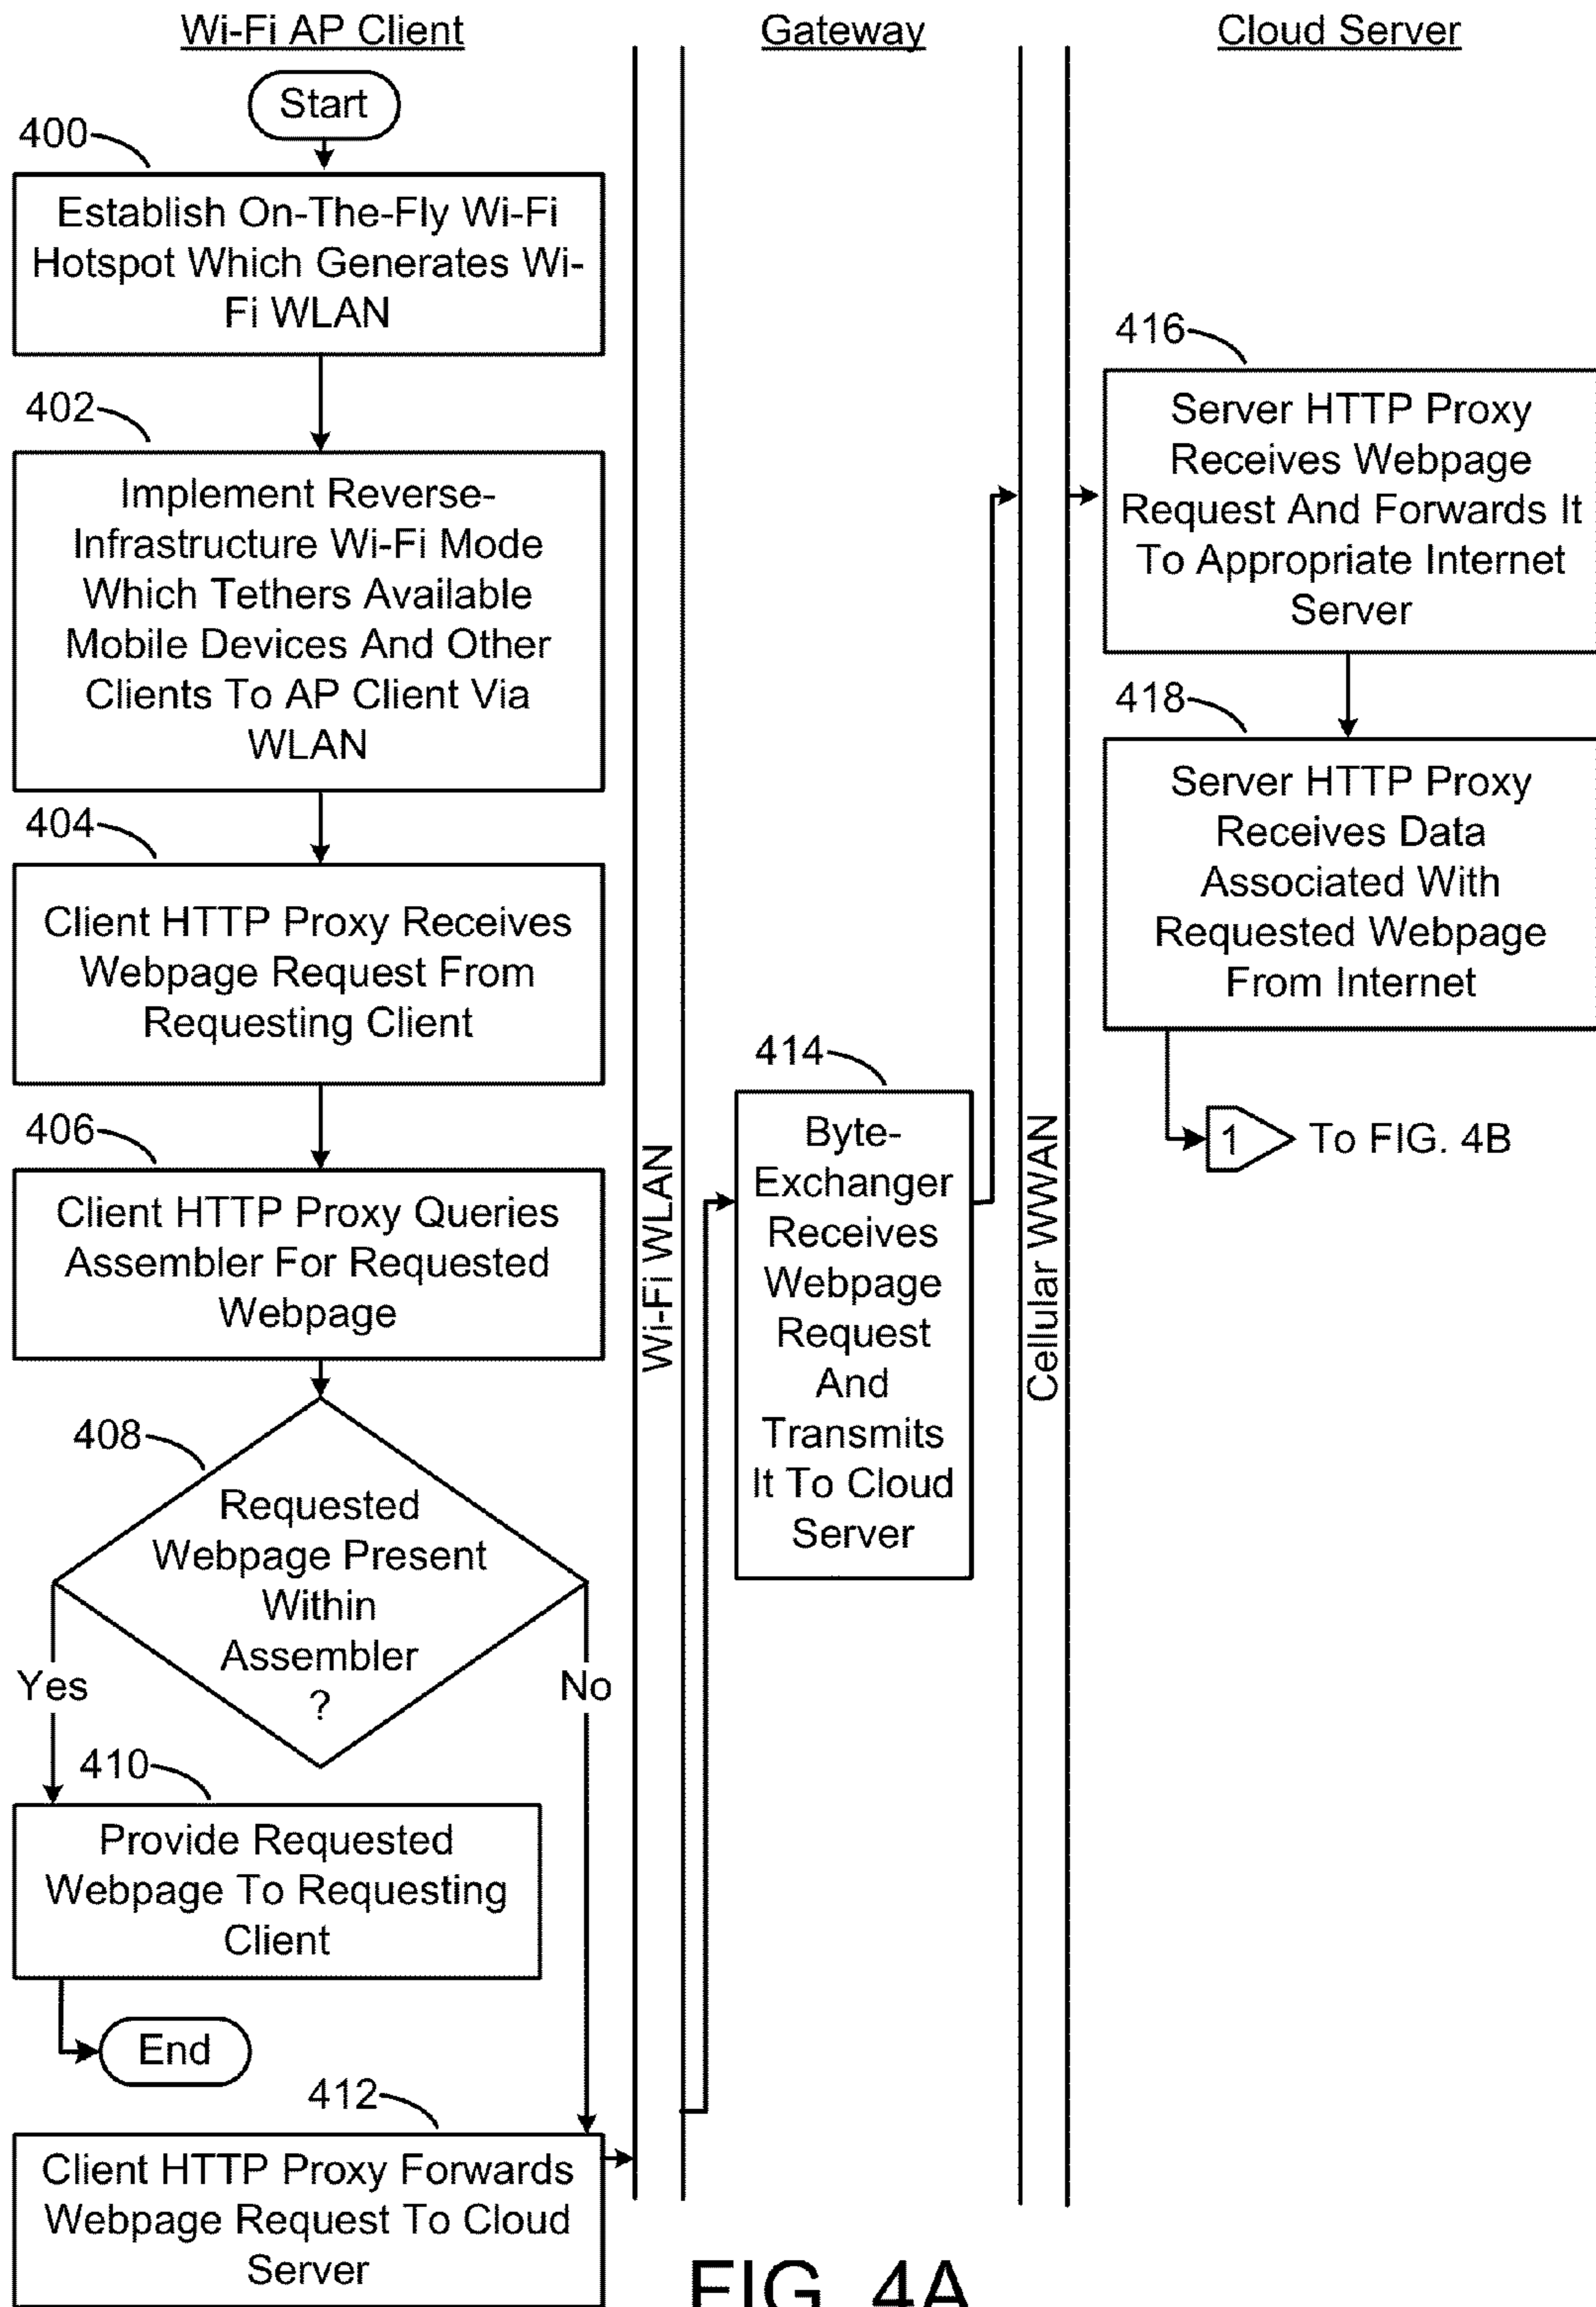 Wi-Fi AP Client
Gateway
Cloud Server
Start
400
Establish On-The-Fly Wi-Fi
Hotspot Which Generates Wi-
Fi WLAN
402
Implement Reverse-
Infrastructure Wi-Fi Mode
Which Tethers Available
Mobile Devices And Other
Clients To AP Client Via
WLAN
404
Client HTTP Proxy Receives
Webpage Request From
Requesting Client
406
Client HTTP Proxy Queries
Assembler For Requested
Webpage
408
Requested
Webpage Present
Within
Assembler
?
Yes
No
410
Provide Requested
Webpage To Requesting
Client
End
412
Client HTTP Proxy Forwards
Webpage Request To Cloud
Server
Wi-Fi WLAN
414
Byte-
Exchanger
Receives
Webpage
Request
And
Transmits
It To Cloud
Server
Cellular WWAN
416
Server HTTP Proxy
Receives Webpage
Request And Forwards It
To Appropriate Internet
Server
418
Server HTTP Proxy
Receives Data
Associated With
Requested Webpage
From Internet
1
To FIG. 4B
FIG. 4A